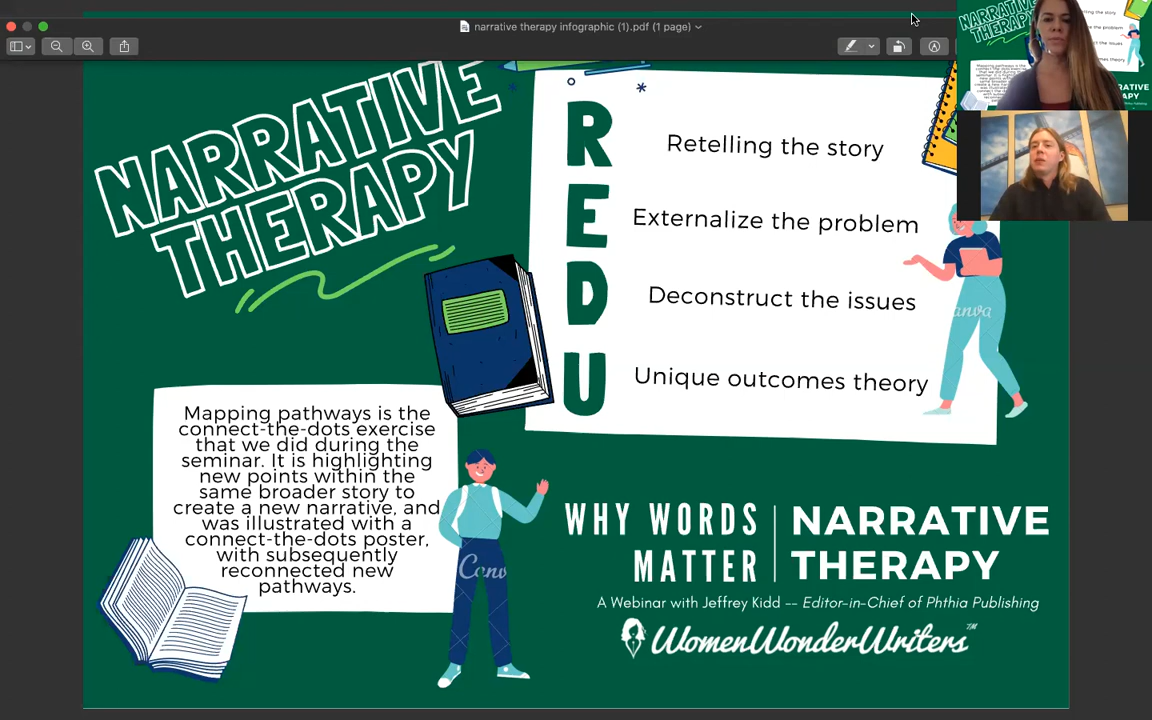 narrative therapy infographic (1).pdf (1 page)
NARRATIVE
THERAPY
R
Retelling the story
E
Externalize the problem
D
Deconstruct the issues
U
Unique outcomes theory
Mapping pathways is the
connect-the-dots exercise
that we did during the
seminar. It is highlighting
new points within the
same broader story to
create a new narrative, and
was illustrated with a
connect-the-dots poster,
with subsequently
reconnected new
pathways.
WHY WORDS
MATTER
NARRATIVE
THERAPY
A Webinar with Jeffrey Kidd -- Editor-in-Chief of Phthia Publishing
WomenWonderWriters™
Canva
NARRATIVE
THERAPY